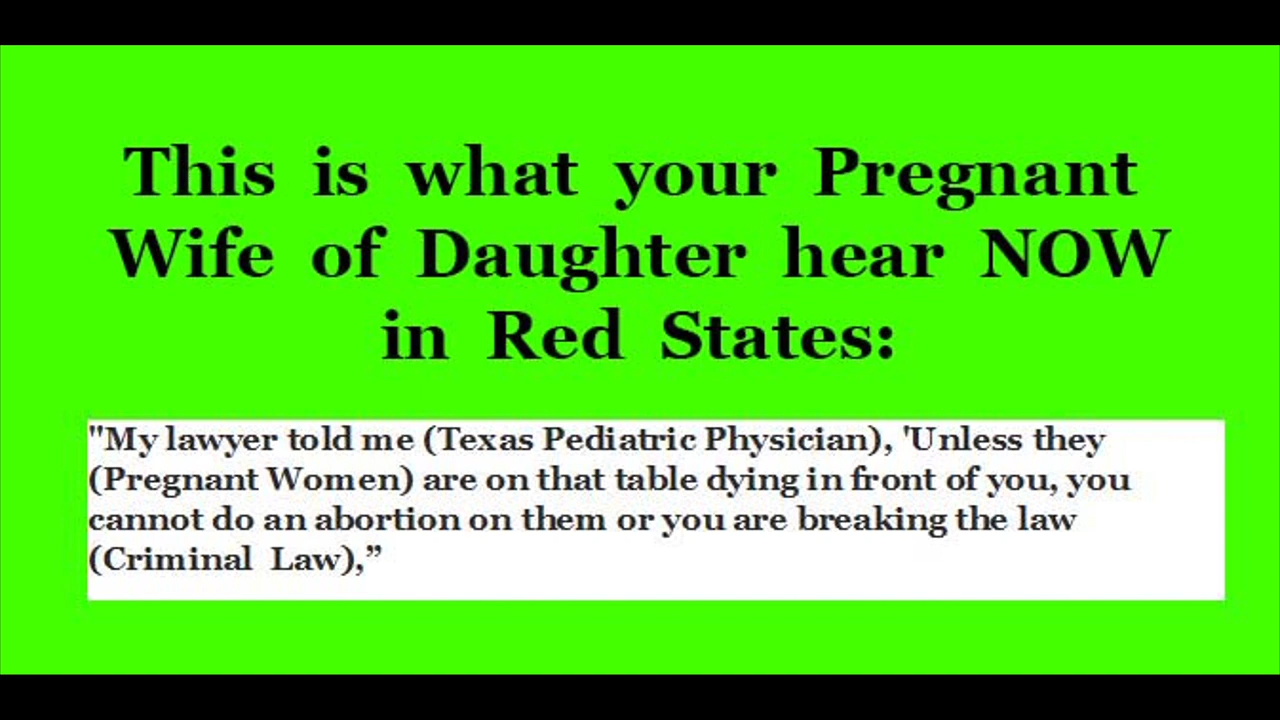 This is what your Pregnant
Wife of Daughter hear NOW
in Red States:
"My lawyer told me (Texas Pediatric Physician), 'Unless they
(Pregnant Women) are on that table dying in front of you, you
cannot do an abortion on them or you are breaking the law
(Criminal Law),”